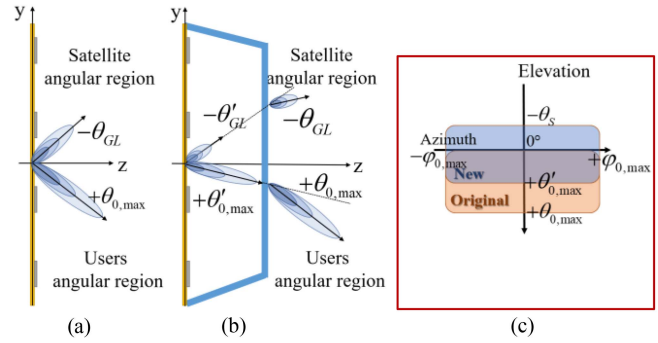 y
Satellite
angular region
−θGL
z
+θ0,max
Users
angular region
(a)
y
Satellite
angular region
−θ′GL
−θGL
z
+θ′0,max
+θ0,max
Users
angular region
(b)
Elevation
−θS
Azimuth
0°
−φ0,max
+φ0,max
New
+θ′0,max
Original
+θ0,max
(c)